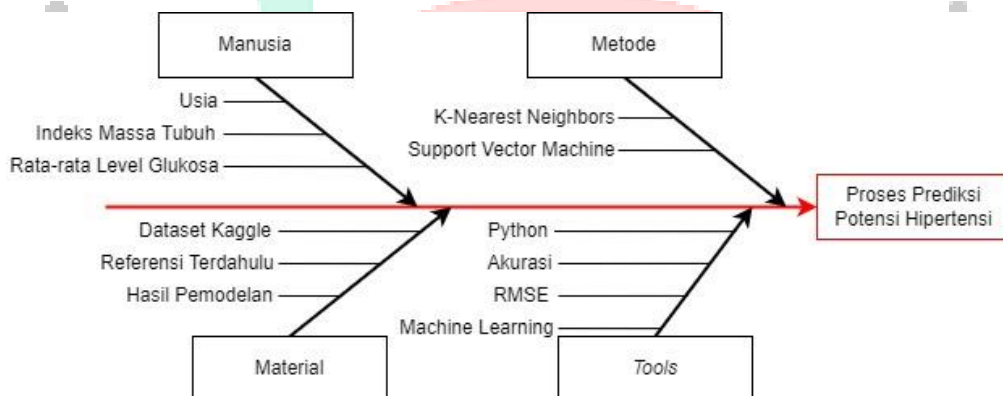 Manusia
Metode
Usia
Indeks Massa Tubuh
Rata-rata Level Glukosa
K-Nearest Neighbors
Support Vector Machine
Proses Prediksi
Potensi Hipertensi
Dataset Kaggle
Referensi Terdahulu
Hasil Pemodelan
Python
Akurasi
RMSE
Machine Learning
Material
Tools